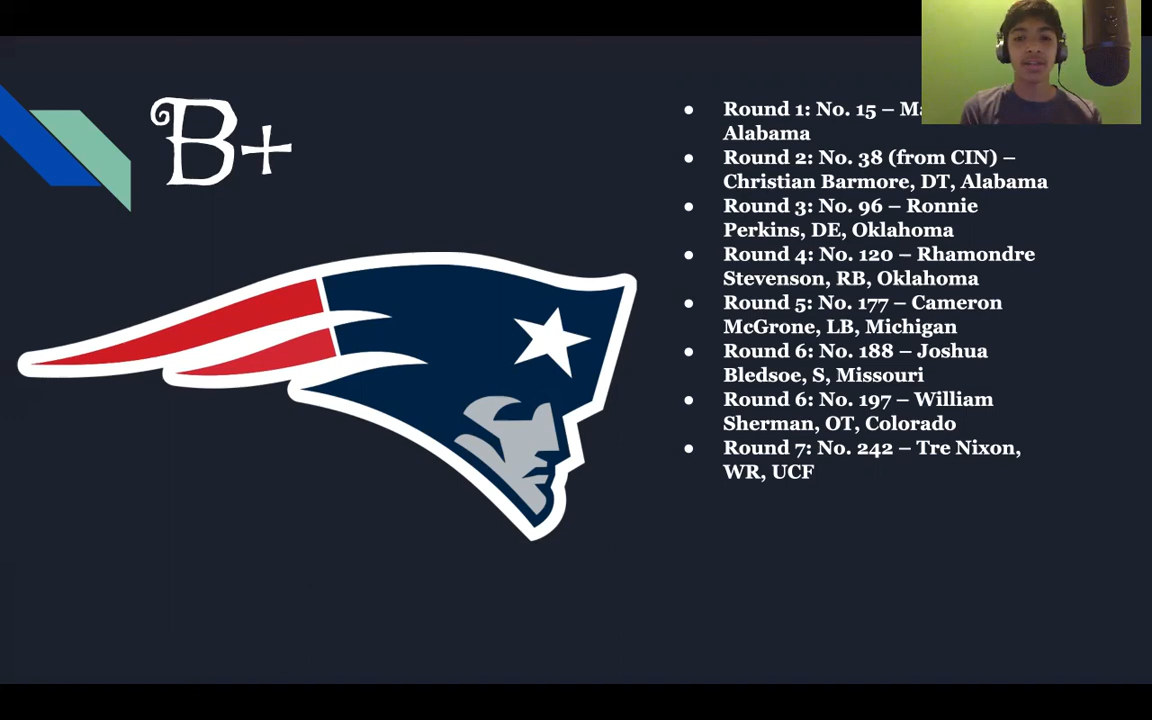 B+
Round 1: No. 15 –
Alabama
Round 2: No. 38 (from CIN) –
Christian Barmore, DT, Alabama
Round 3: No. 96 – Ronnie
Perkins, DE, Oklahoma
Round 4: No. 120 – Rhamondre
Stevenson, RB, Oklahoma
Round 5: No. 177 – Cameron
McGrone, LB, Michigan
Round 6: No. 188 – Joshua
Bledsoe, S, Missouri
Round 6: No. 197 – William
Sherman, OT, Colorado
Round 7: No. 242 – Tre Nixon,
WR, UCF